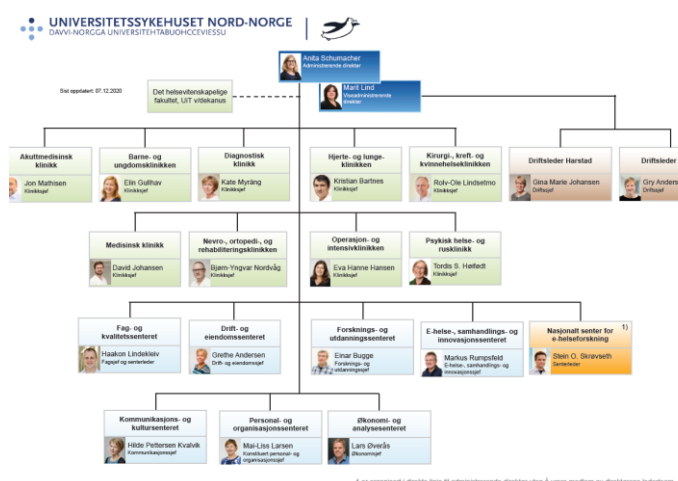 UNIVERSITETSSYKEHUSET NORD-NORGE
DAVVI-NORGGA UNIVERSITEHTABUOHCCEVIESSU
Anita Schumacher
Administrerende direktør
Sist oppdatert: 07.12.2020
Det helsevitenskapelige
fakultet, UiT v/dekanus
Marit Lind
Viseadministrerende
direktør
Akuttmedisinsk
klinikk
Jon Mathisen
Klinikksjef
Barne- og
ungdomsklinikken
Elin Gullhav
Klinikksjef
Diagnostisk
klinikk
Kate Myräng
Klinikksjef
Hjerte- og lunge-
klinikken
Kristian Bartnes
Klinikksjef
Kirurgi-, kreft- og
kvinnehelseklinikken
Rolv-Ole Lindsetmo
Klinikksjef
Driftsleder Harstad
Gina Marie Johansen
Driftssjef
Driftsleder
Gry Anders
Driftssjef
Medisinsk klinikk
David Johansen
Klinikksjef
Nevro-, ortopedi-, og
rehabiliteringsklinikken
Bjørn-Yngvar Nordvåg
Klinikksjef
Operasjon- og
intensivklinikken
Eva Hanne Hansen
Klinikksjef
Psykisk helse- og
rusklinikk
Tordis S. Høifødt
Klinikksjef
Fag- og
kvalitetssenteret
Haakon Lindekleiv
Fagsjef og senterleder
Drift- og
eiendomssenteret
Grethe Andersen
Drift- og eiendomssjef
Forsknings- og
utdanningssenteret
Einar Bugge
Forsknings- og
utdanningssjef
E-helse-, samhandlings- og
innovasjonssenteret
Markus Rumpsfeld
E-helse-, samhandlings- og
innovasjonssjef
Nasjonalt senter for
e-helseforskning
1)
Stein O. Skrøvseth
Senterleder
Kommunikasjons- og
kultursenteret
Hilde Pettersen Kvalvik
Kommunikasjonssjef
Personal- og
organisasjonssenteret
Mai-Liss Larsen
Konstituert personal- og
organisasjonssjef
Økonomi- og
analysesenteret
Lars Øverås
Økonomisjef